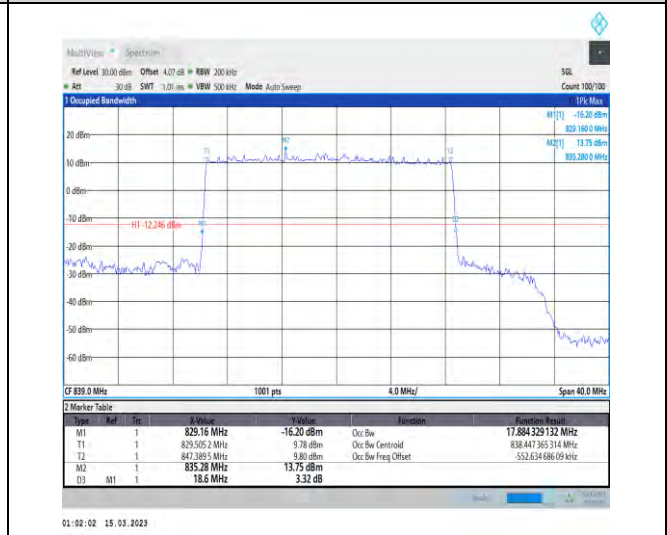 MultiView Spectrum
Ref Level 30.00 dBm Offset 4.07 dB RBW 200 kHz SGL
Att 30 dB SWT 1.01 ms VBW 500 kHz Mode Auto Sweep Count 100/100
1 Occupied Bandwidth 1Pk Max
M1[1] -16.20 dBm
829.160 0 MHz
M2[1] 13.75 dBm
835.280 0 MHz
20 dBm
T1 M2 T2
10 dBm
0 dBm
-10 dBm
H1 -12.246 dBm M1 D3
-20 dBm
-30 dBm
-40 dBm
-50 dBm
-60 dBm
CF 839.0 MHz 1001 pts 4.0 MHz/ Span 40.0 MHz
2 Marker Table
Type Ref Trc X-Value Y-Value Function Function Result
M1 1 829.16 MHz -16.20 dBm Occ Bw 17.884 329 132 MHz
T1 1 829.505 2 MHz 9.78 dBm Occ Bw Centroid 838.447 365 314 MHz
T2 1 847.389 5 MHz 9.80 dBm Occ Bw Freq Offset -552.634 686 09 kHz
M2 1 835.28 MHz 13.75 dBm
D3 M1 1 18.6 MHz 3.32 dB
01:02:02 15.03.2023